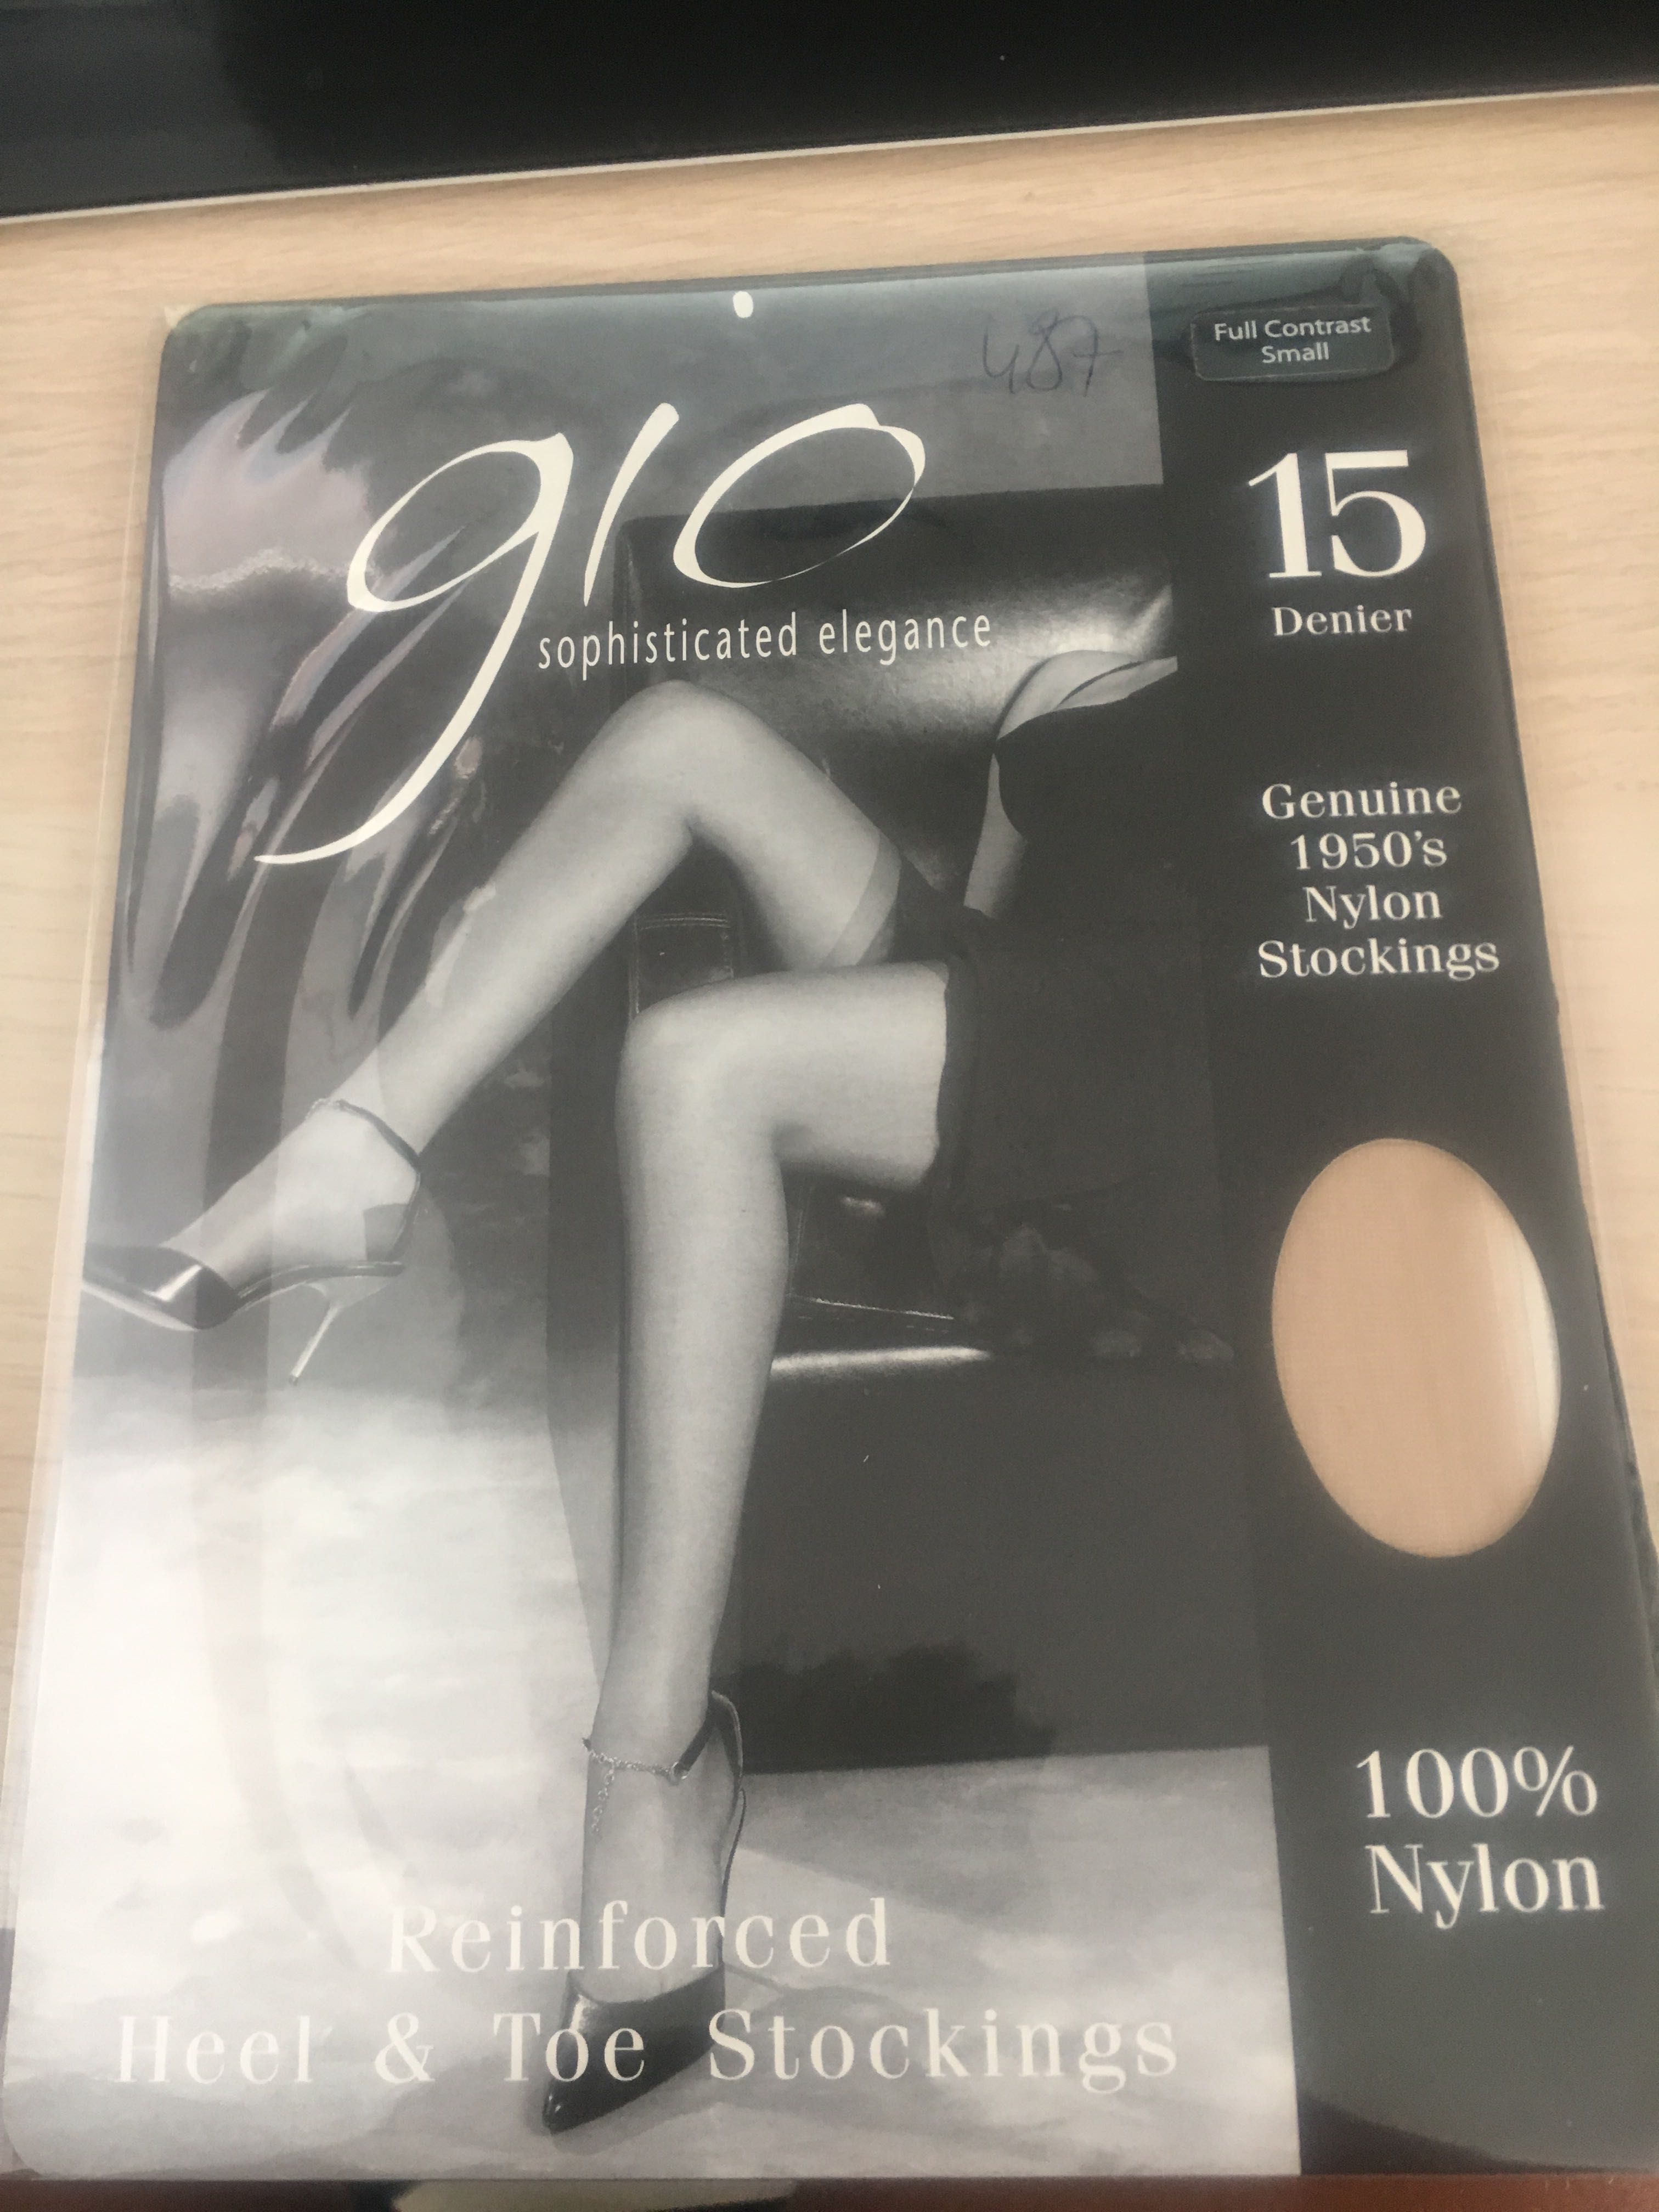 487
Full Contrast
Small
gio
sophisticated elegance
15
Denier
Genuine
1950's
Nylon
Stockings
100%
Nylon
Reinforced
Heel & Toe Stockings